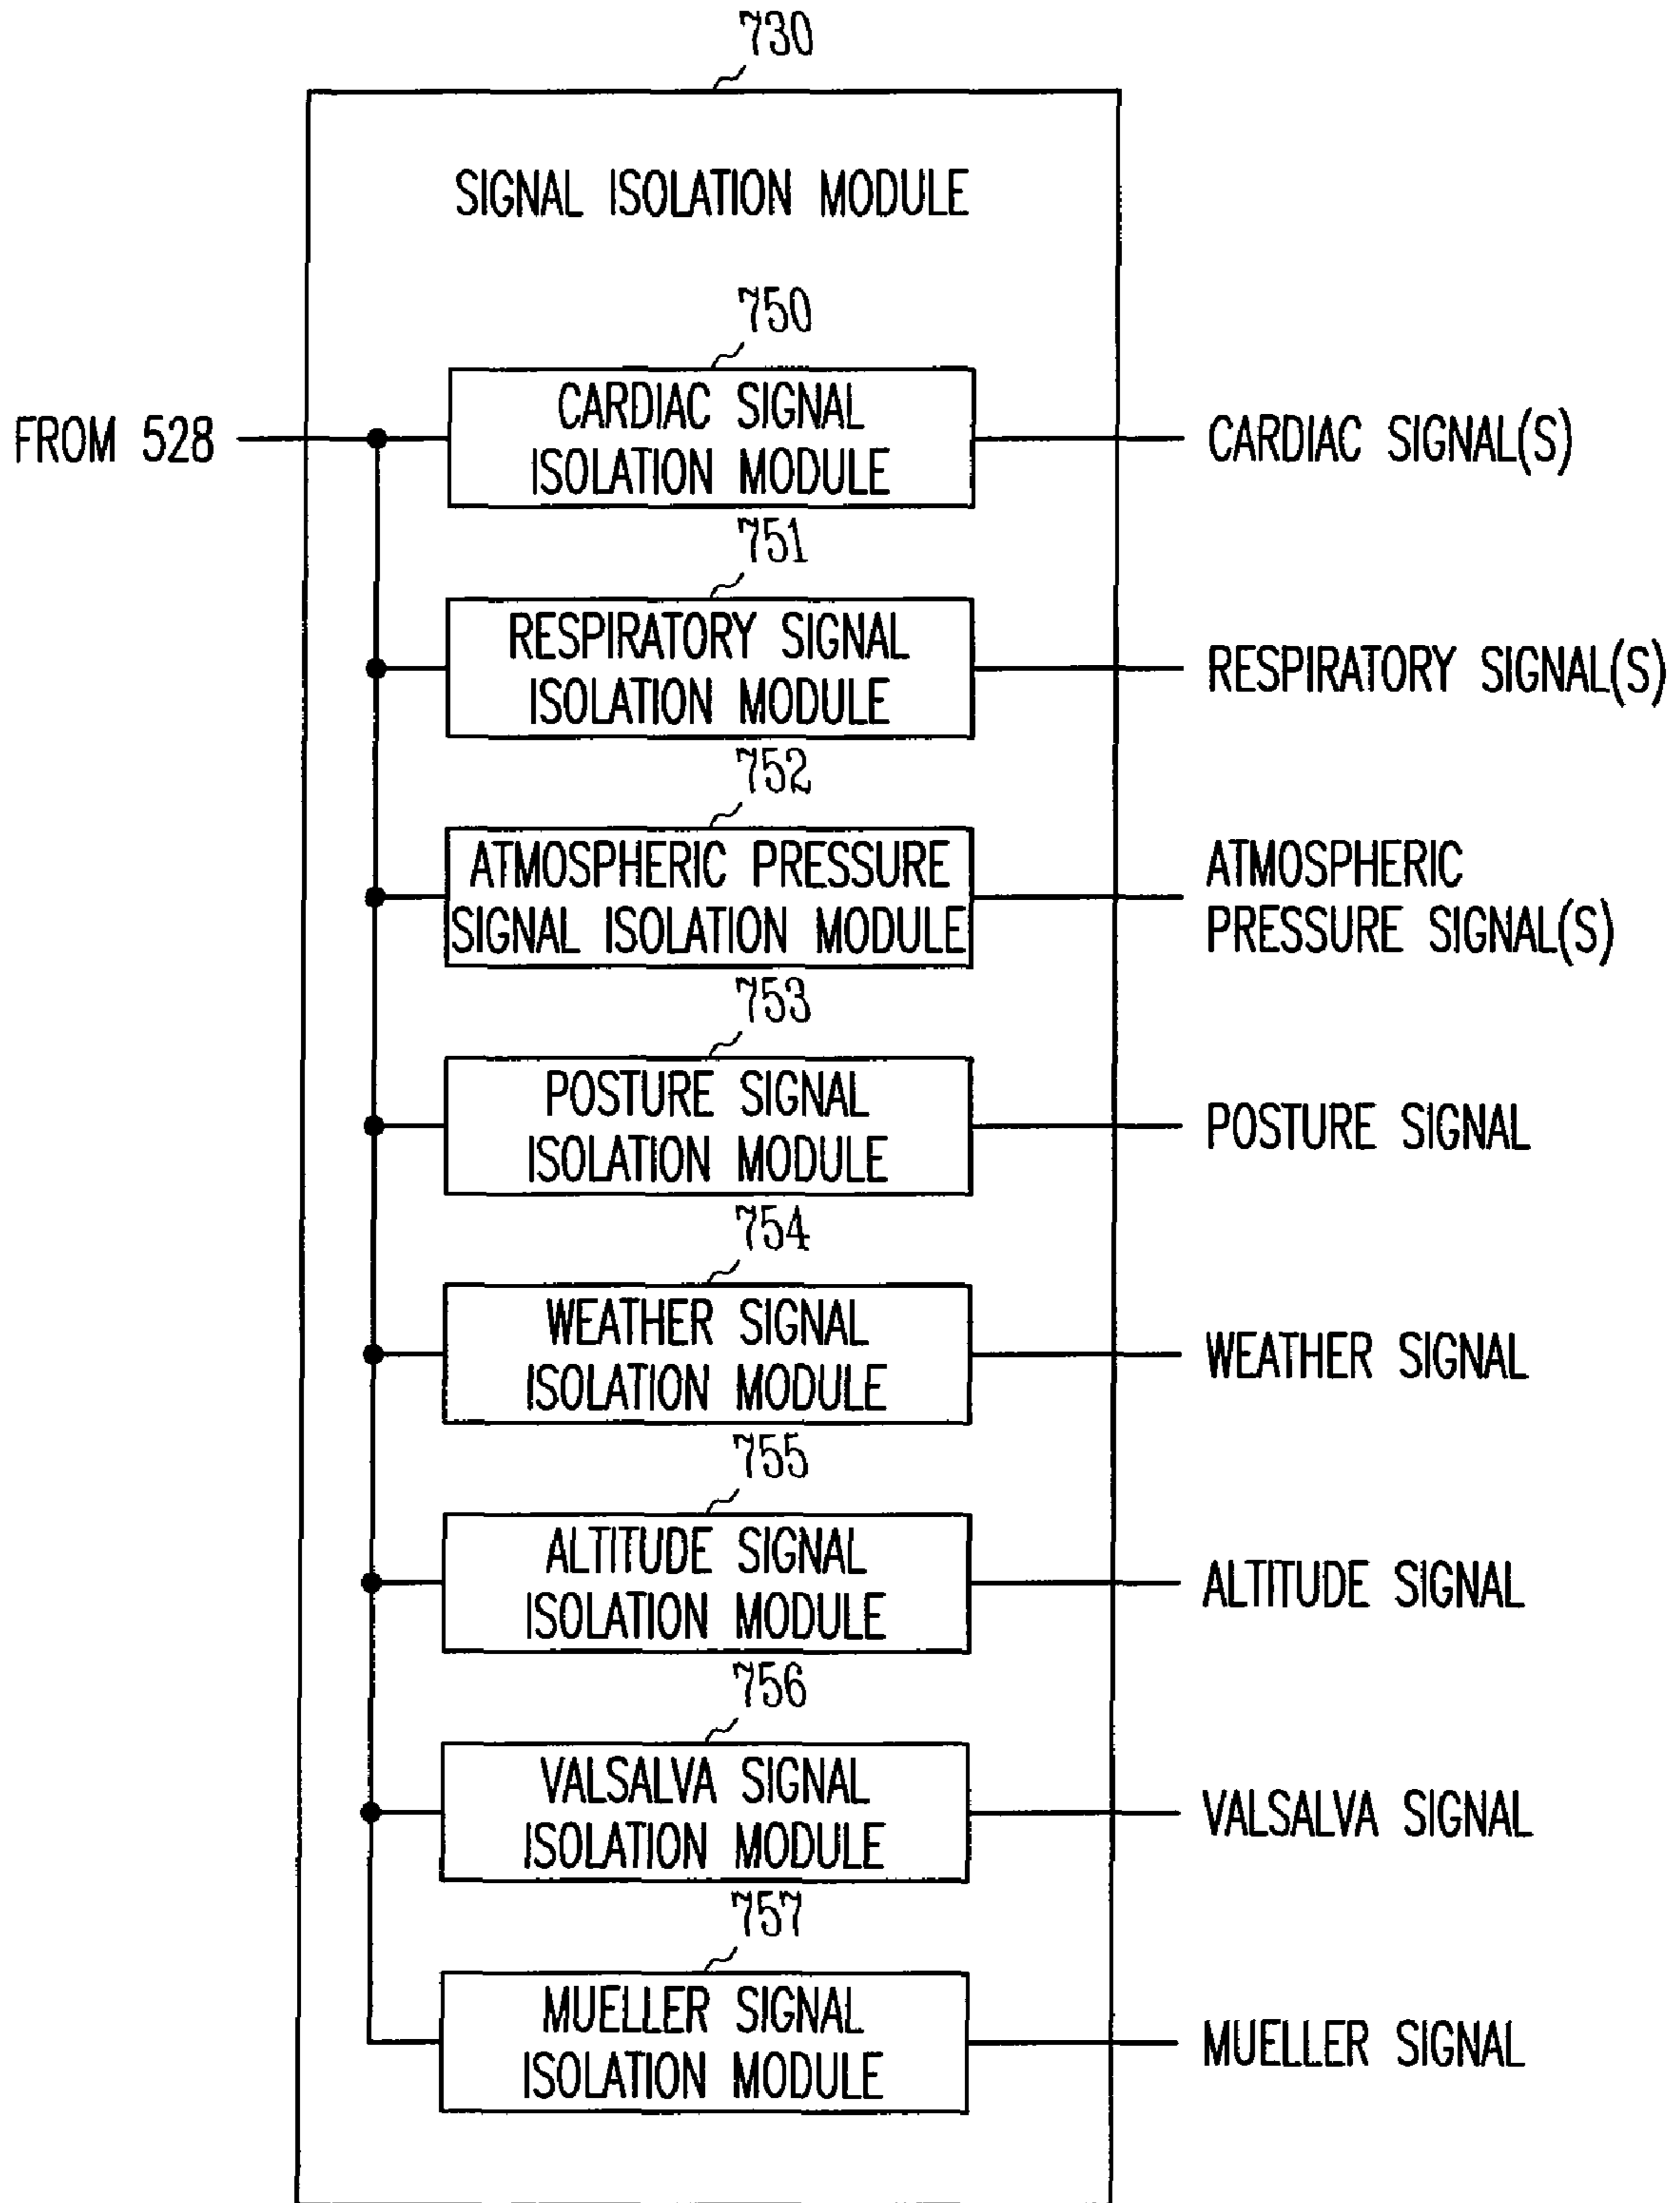 730
SIGNAL ISOLATION MODULE
750
CARDIAC SIGNAL
ISOLATION MODULE
FROM 528
CARDIAC SIGNAL(S)
751
RESPIRATORY SIGNAL
ISOLATION MODULE
RESPIRATORY SIGNAL(S)
752
ATMOSPHERIC PRESSURE
SIGNAL ISOLATION MODULE
ATMOSPHERIC
PRESSURE SIGNAL(S)
753
POSTURE SIGNAL
ISOLATION MODULE
POSTURE SIGNAL
754
WEATHER SIGNAL
ISOLATION MODULE
WEATHER SIGNAL
755
ALTITUDE SIGNAL
ISOLATION MODULE
ALTITUDE SIGNAL
756
VALSALVA SIGNAL
ISOLATION MODULE
VALSALVA SIGNAL
757
MUELLER SIGNAL
ISOLATION MODULE
MUELLER SIGNAL